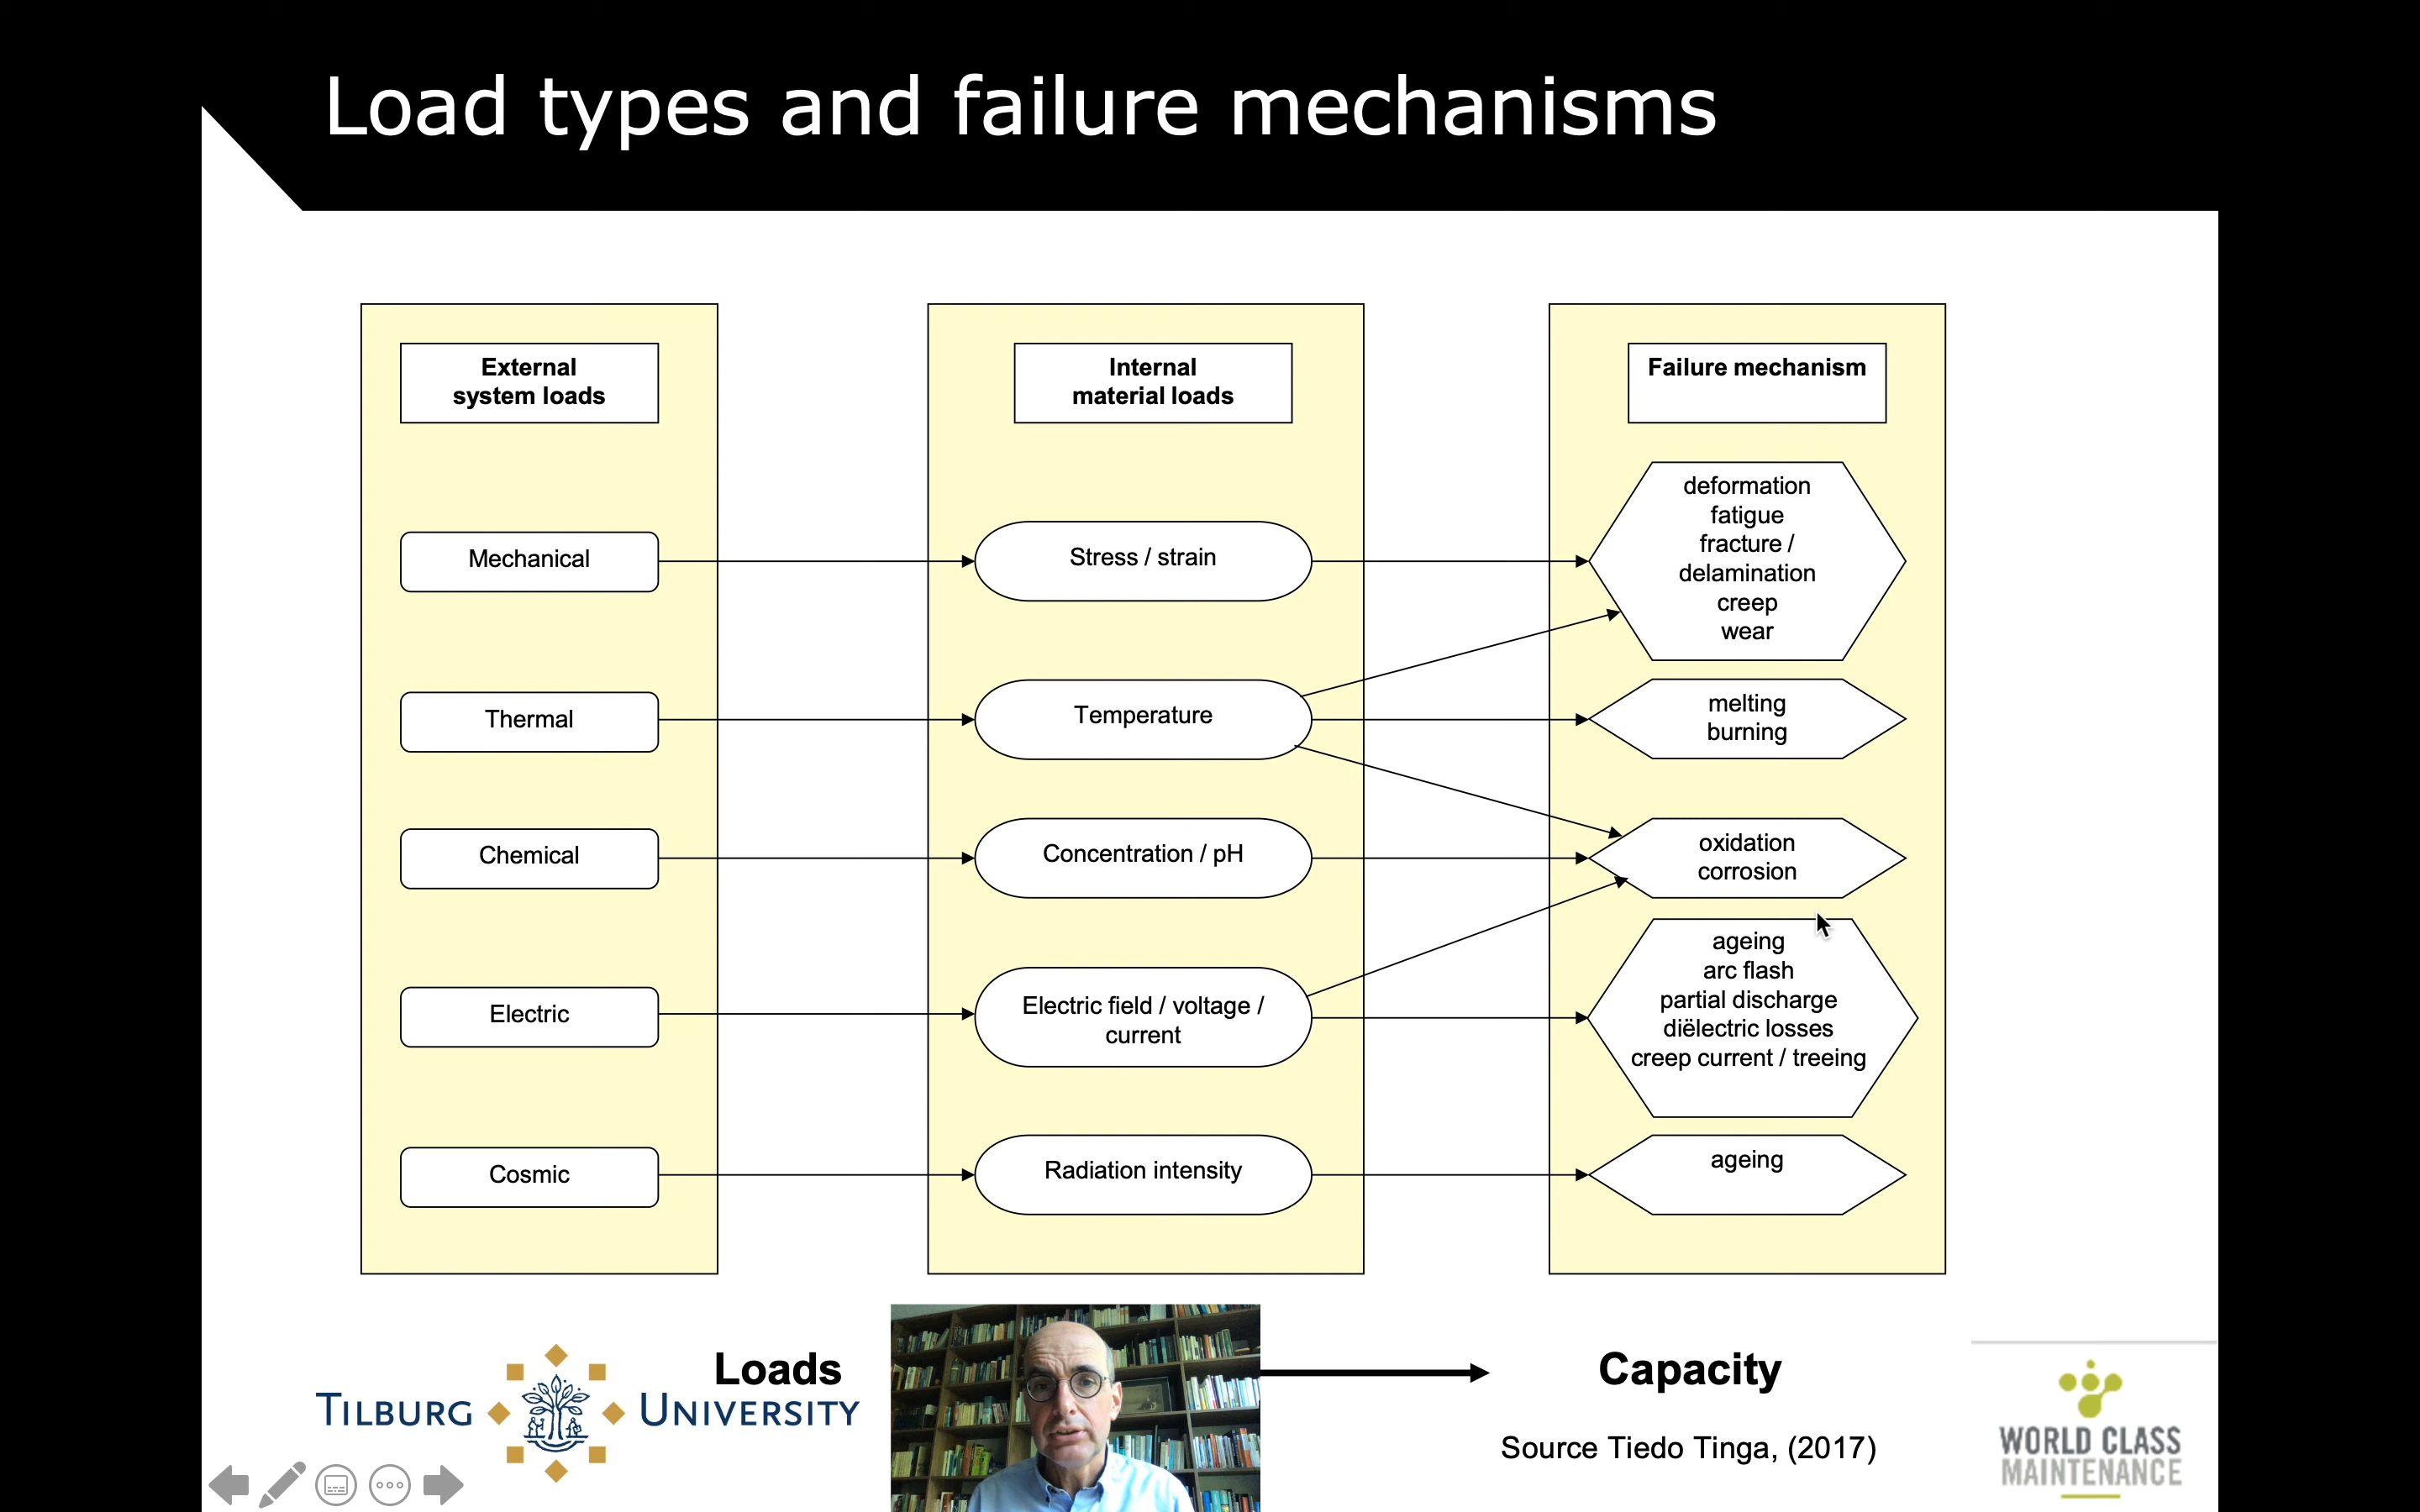 Load types and failure mechanisms
External
system loads
Internal
material loads
Failure mechanism
Mechanical
Stress / strain
deformation
fatigue
fracture /
delamination
creep
wear
Thermal
Temperature
melting
burning
Chemical
Concentration / pH
oxidation
corrosion
Electric
Electric field / voltage /
current
ageing
arc flash
partial discharge
diëlectric losses
creep current / treeing
Cosmic
Radiation intensity
ageing
Loads
Capacity
TILBURG UNIVERSITY
Source Tiedo Tinga, (2017)
WORLD CLASS
MAINTENANCE